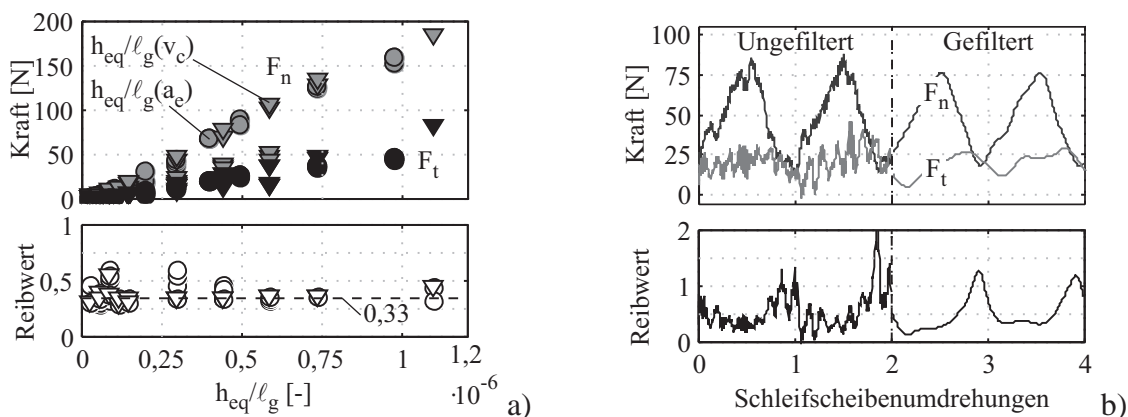 200
150
100
50
0
Kraft [N]
h_eq/ℓ_g(v_c)
h_eq/ℓ_g(a_e)
F_n
F_t
1
0,5
0
Reibwert
0,33
0 0,25 0,5 0,75 1 1,2
·10^-6
h_eq/ℓ_g [-]
a)
100
75
50
25
0
Kraft [N]
Ungefiltert
Gefiltert
F_n
F_t
2
1
0
Reibwert
0 1 2 3 4
Schleifscheibenumdrehungen
b)